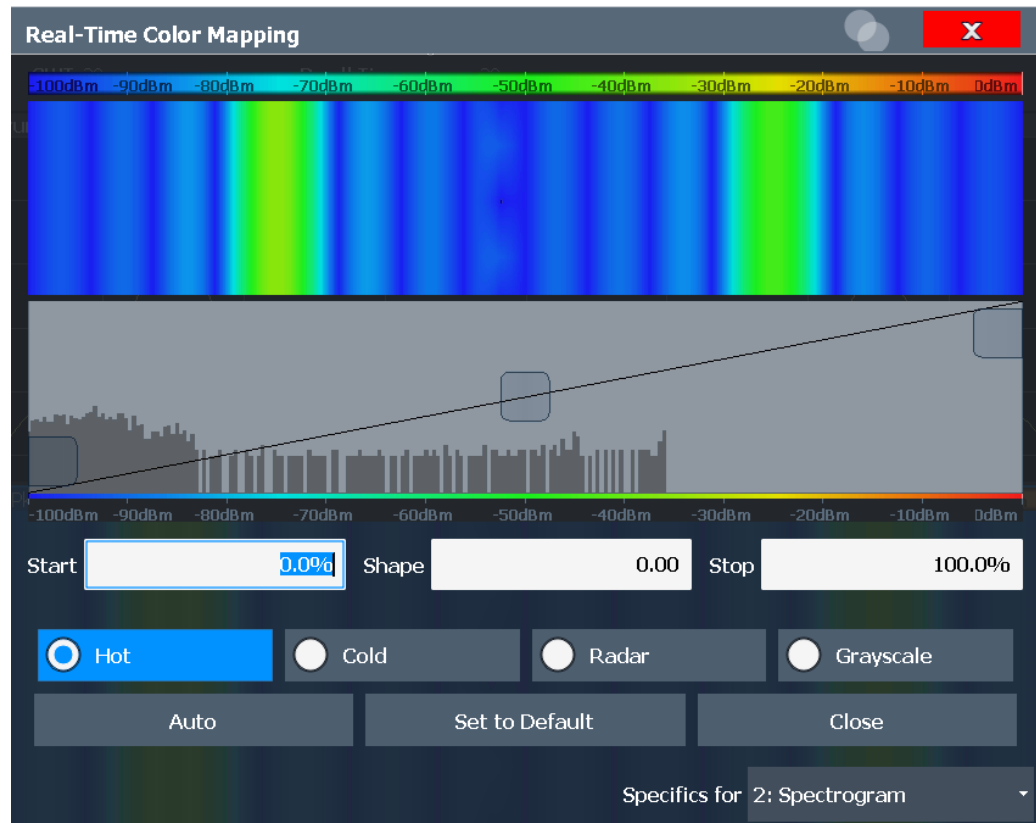 Real-Time Color Mapping
X
-100dBm -90dBm -80dBm -70dBm -60dBm -50dBm -40dBm -30dBm -20dBm -10dBm 0dBm
-100dBm -90dBm -80dBm -70dBm -60dBm -50dBm -40dBm -30dBm -20dBm -10dBm 0dBm
Start 0.0% Shape 0.00 Stop 100.0%
Hot Cold Radar Grayscale
Auto Set to Default Close
Specifics for 2: Spectrogram